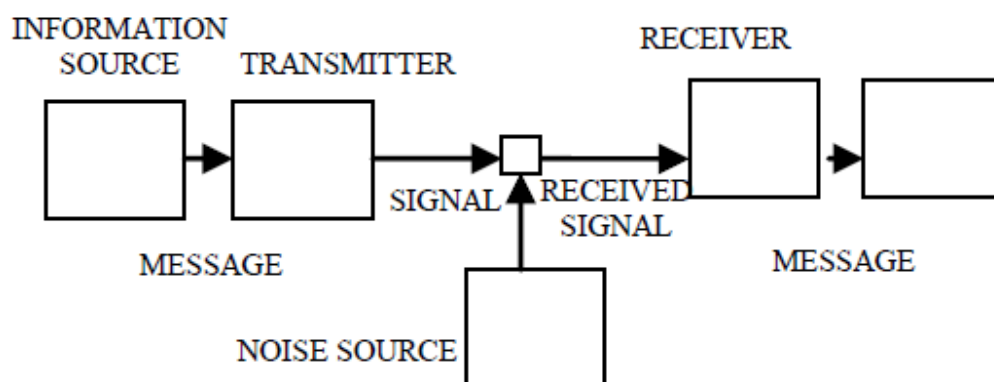 INFORMATION
SOURCE
TRANSMITTER
RECEIVER
SIGNAL
RECEIVED
SIGNAL
MESSAGE
MESSAGE
NOISE SOURCE